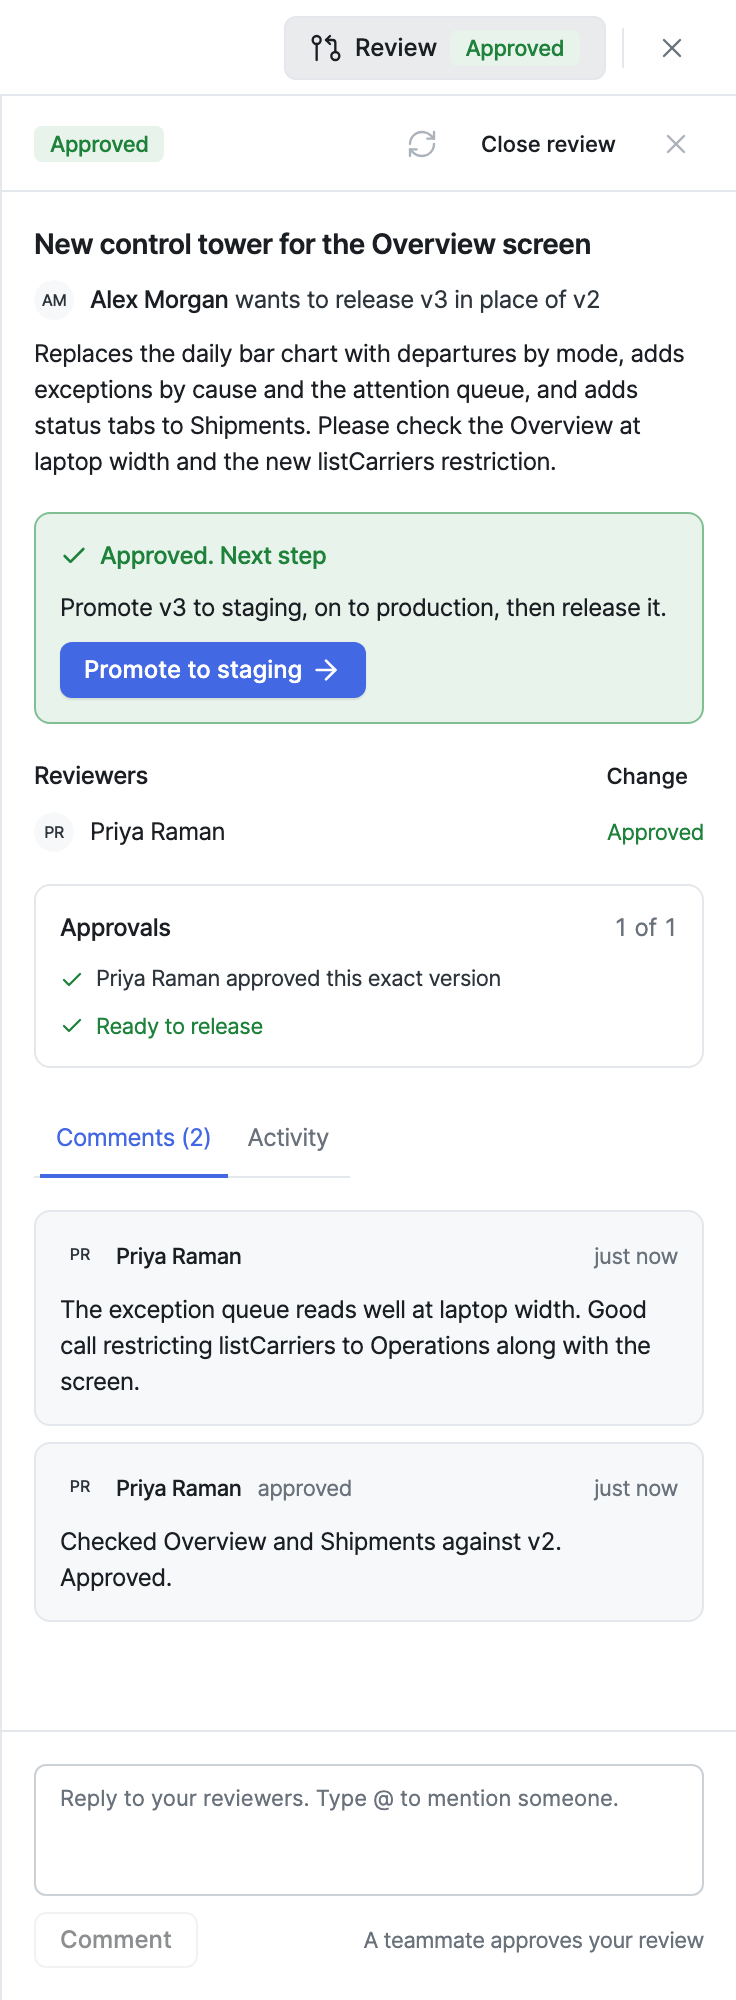 Review Approved
Approved Close review
New control tower for the Overview screen
AM Alex Morgan wants to release v3 in place of v2
Replaces the daily bar chart with departures by mode, adds
exceptions by cause and the attention queue, and adds
status tabs to Shipments. Please check the Overview at
laptop width and the new listCarriers restriction.
Approved. Next step
Promote v3 to staging, on to production, then release it.
Promote to staging
Reviewers Change
PR Priya Raman Approved
Approvals 1 of 1
Priya Raman approved this exact version
Ready to release
Comments (2) Activity
PR Priya Raman just now
The exception queue reads well at laptop width. Good
call restricting listCarriers to Operations along with the
screen.
PR Priya Raman approved just now
Checked Overview and Shipments against v2.
Approved.
Reply to your reviewers. Type @ to mention someone.
Comment A teammate approves your review